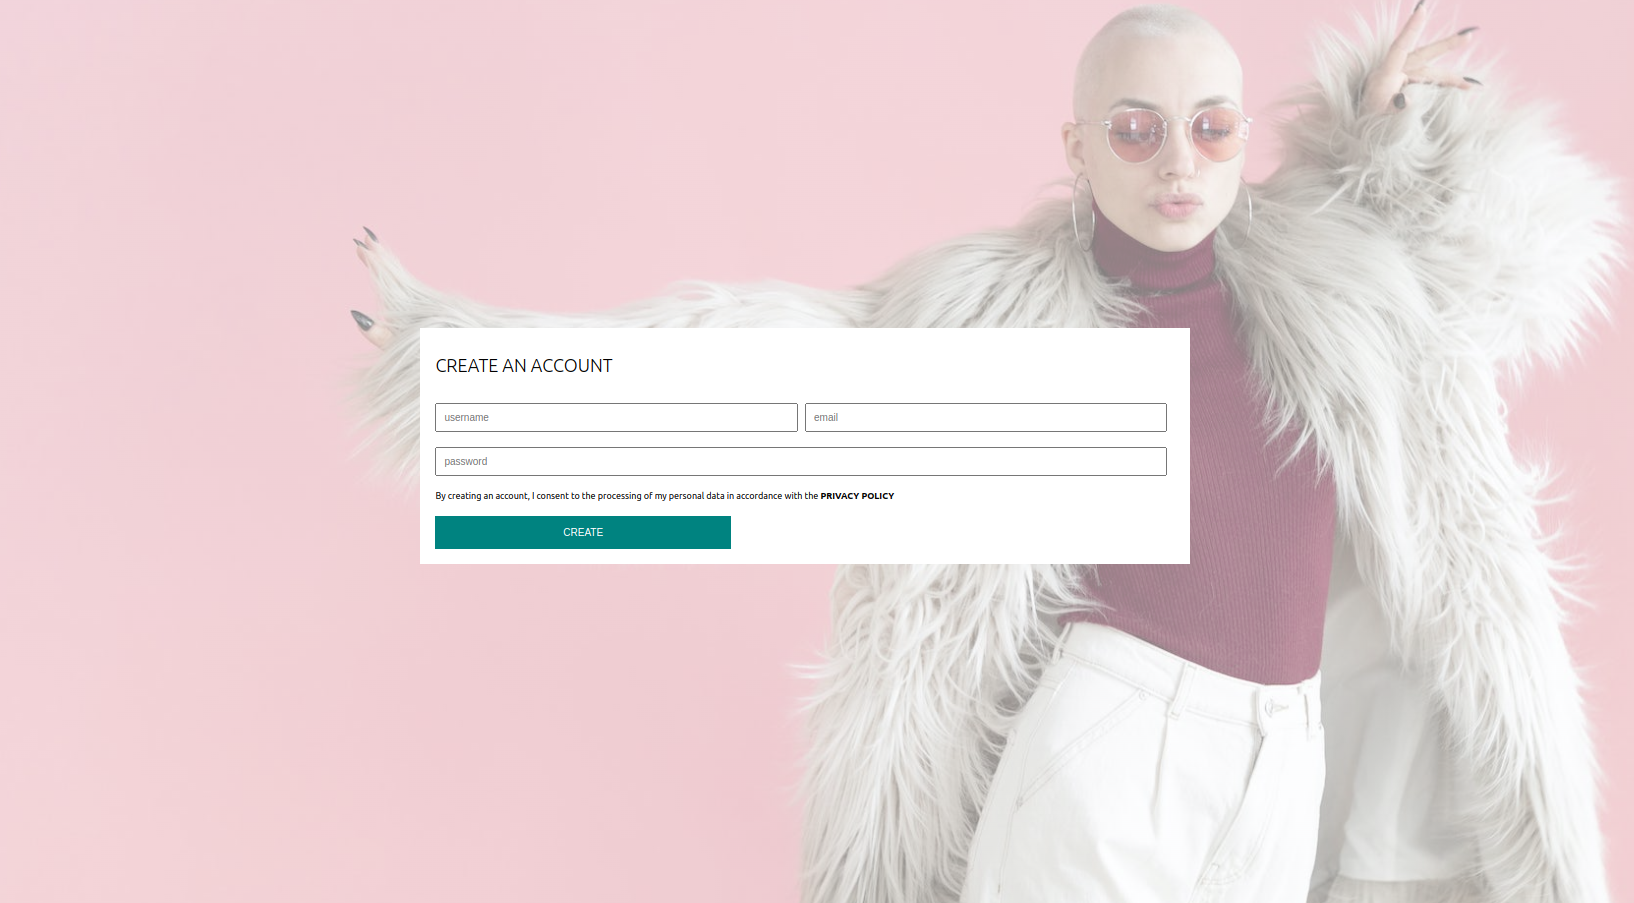 CREATE AN ACCOUNT
username
email
password
By creating an account, I consent to the processing of my personal data in accordance with the PRIVACY POLICY
CREATE